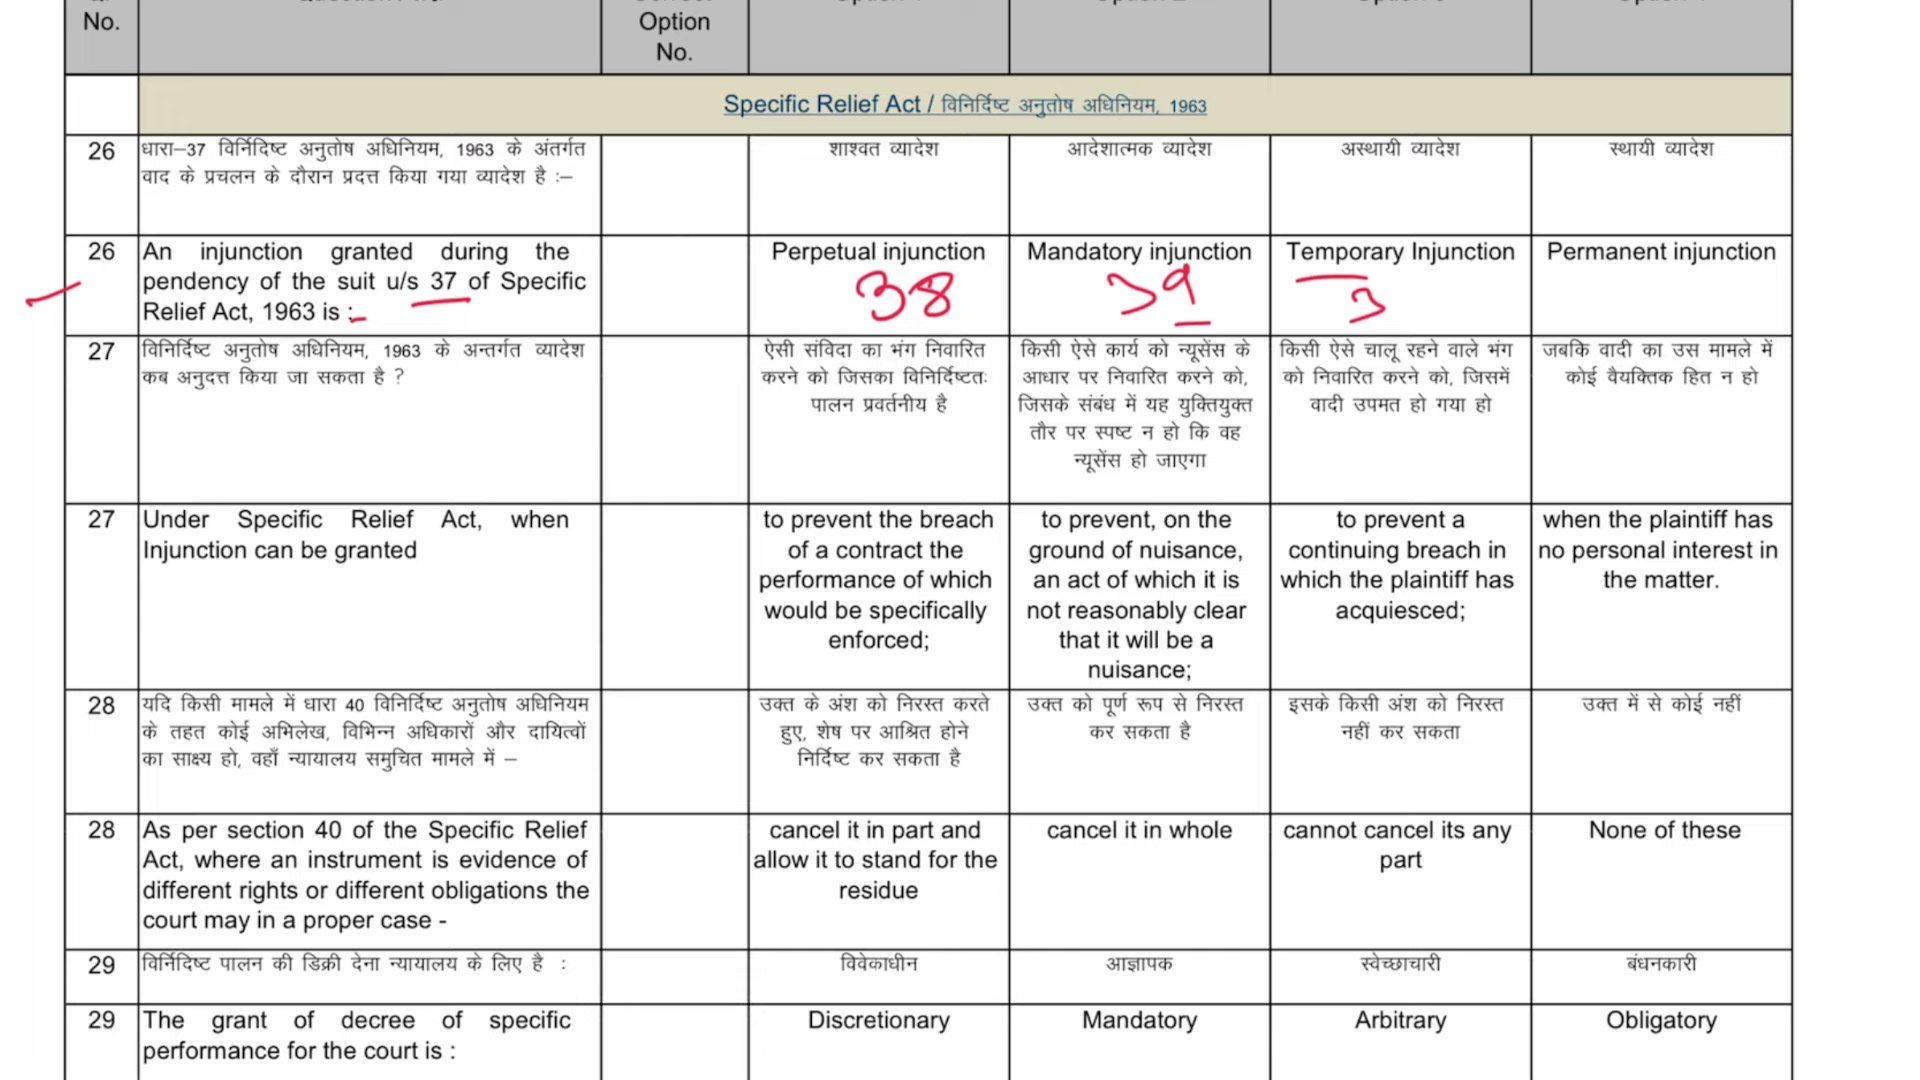 No.
Option
No.
Specific Relief Act / विनिर्दिष्ट अनुतोष अधिनियम, 1963
26
धारा–37 विर्निदिष्ट अनुतोष अधिनियम, 1963 के अंतर्गत
वाद के प्रचलन के दौरान प्रदत्त किया गया व्यादेश है :–
शाश्वत व्यादेश
आदेशात्मक व्यादेश
अस्थायी व्यादेश
स्थायी व्यादेश
26
An injunction granted during the
pendency of the suit u/s 37 of Specific
Relief Act, 1963 is :
Perpetual injunction
38
Mandatory injunction
39
Temporary Injunction
3
Permanent injunction
27
विनिर्दिष्ट अनुतोष अधिनियम, 1963 के अन्तर्गत व्यादेश
कब अनुदत्त किया जा सकता है ?
ऐसी संविदा का भंग निवारित
करने को जिसका विनिर्दिष्टतः
पालन प्रवर्तनीय है
किसी ऐसे कार्य को न्यूसेंस के
आधार पर निवारित करने को,
जिसके संबंध में यह युक्तियुक्त
तौर पर स्पष्ट न हो कि वह
न्यूसेंस हो जाएगा
किसी ऐसे चालू रहने वाले भंग
को निवारित करने को, जिसमें
वादी उपमत हो गया हो
जबकि वादी का उस मामले में
कोई वैयक्तिक हित न हो
27
Under Specific Relief Act, when
Injunction can be granted
to prevent the breach
of a contract the
performance of which
would be specifically
enforced;
to prevent, on the
ground of nuisance,
an act of which it is
not reasonably clear
that it will be a
nuisance;
to prevent a
continuing breach in
which the plaintiff has
acquiesced;
when the plaintiff has
no personal interest in
the matter.
28
यदि किसी मामले में धारा 40 विनिर्दिष्ट अनुतोष अधिनियम
के तहत कोई अभिलेख, विभिन्न अधिकारों और दायित्वों
का साक्ष्य हो, वहाँ न्यायालय समुचित मामले में –
उक्त के अंश को निरस्त करते
हुए, शेष पर आश्रित होने
निर्दिष्ट कर सकता है
उक्त को पूर्ण रूप से निरस्त
कर सकता है
इसके किसी अंश को निरस्त
नहीं कर सकता
उक्त में से कोई नहीं
28
As per section 40 of the Specific Relief
Act, where an instrument is evidence of
different rights or different obligations the
court may in a proper case -
cancel it in part and
allow it to stand for the
residue
cancel it in whole
cannot cancel its any
part
None of these
29
विर्निदिष्ट पालन की डिक्री देना न्यायालय के लिए है :
विवेकाधीन
आज्ञापक
स्वेच्छाचारी
बंधनकारी
29
The grant of decree of specific
performance for the court is :
Discretionary
Mandatory
Arbitrary
Obligatory